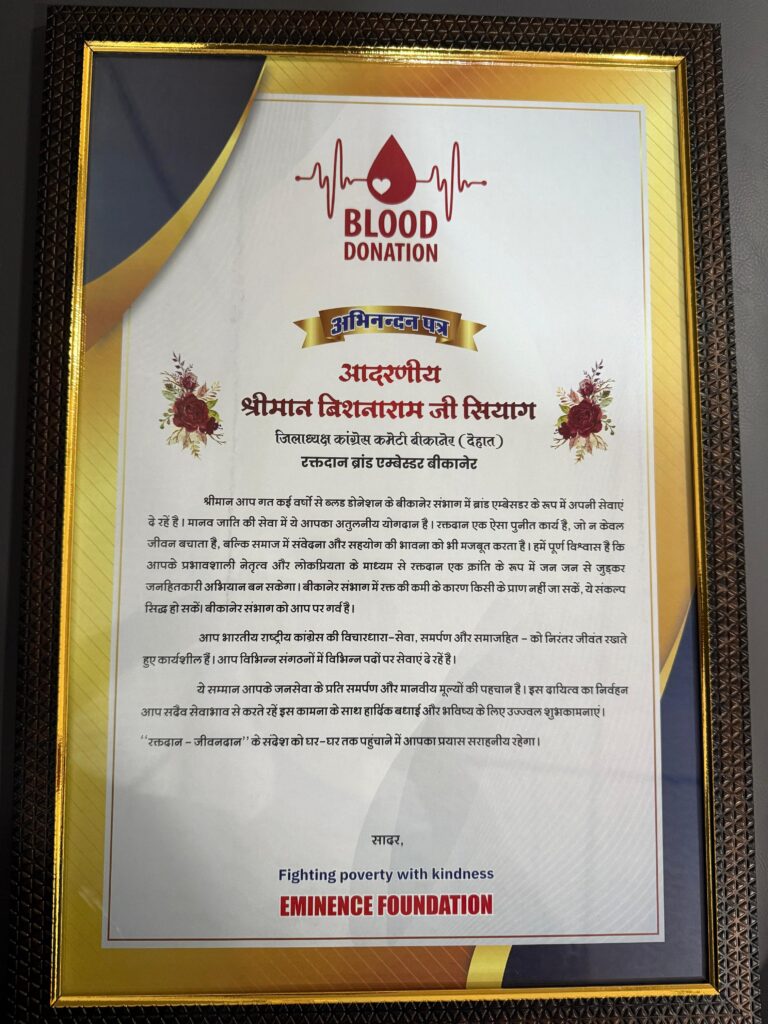 BLOOD
DONATION
अभिनन्दन पत्र
आदरणीय
श्रीमान बिशनाराम जी सियाग
जिलाध्यक्ष कांग्रेस कमेटी बीकानेर (देहात)
रक्तदान ब्रांड एम्बेस्डर बीकानेर
श्रीमान आप गत कई वर्षो से ब्लड डोनेशन के बीकानेर संभाग में ब्रांड एम्बेसडर के रूप में अपनी सेवाएं
दे रहें है। मानव जाति की सेवा में ये आपका अतुलनीय योगदान है। रक्तदान एक ऐसा पुनीत कार्य है, जो न केवल
जीवन बचाता है, बल्कि समाज में संवेदना और सहयोग की भावना को भी मजबूत करता है। हमें पूर्ण विश्वास है कि
आपके प्रभावशाली नेतृत्व और लोकप्रियता के माध्यम से रक्तदान एक क्रांति के रूप में जन जन से जुड़कर
जनहितकारी अभियान बन सकेगा। बीकानेर संभाग में रक्त की कमी के कारण किसी के प्राण नहीं जा सकें, ये संकल्प
सिद्ध हो सकें। बीकानेर संभाग को आप पर गर्व है।
आप भारतीय राष्ट्रीय कांग्रेस की विचारधारा-सेवा, समर्पण और समाजहित - को निरंतर जीवंत रखते
हुए कार्यशील हैं। आप विभिन्न संगठनों में विभिन्न पदों पर सेवाएं दे रहें है।
ये सम्मान आपके जनसेवा के प्रति समर्पण और मानवीय मूल्यों की पहचान है। इस दायित्व का निर्वहन
आप सदैव सेवाभाव से करते रहें इस कामना के साथ हार्दिक बधाई और भविष्य के लिए उज्ज्वल शुभकामनाएं।
‘‘रक्तदान - जीवनदान’’ के संदेश को घर-घर तक पहुंचाने में आपका प्रयास सराहनीय रहेगा।
सादर,
Fighting poverty with kindness
EMINENCE FOUNDATION